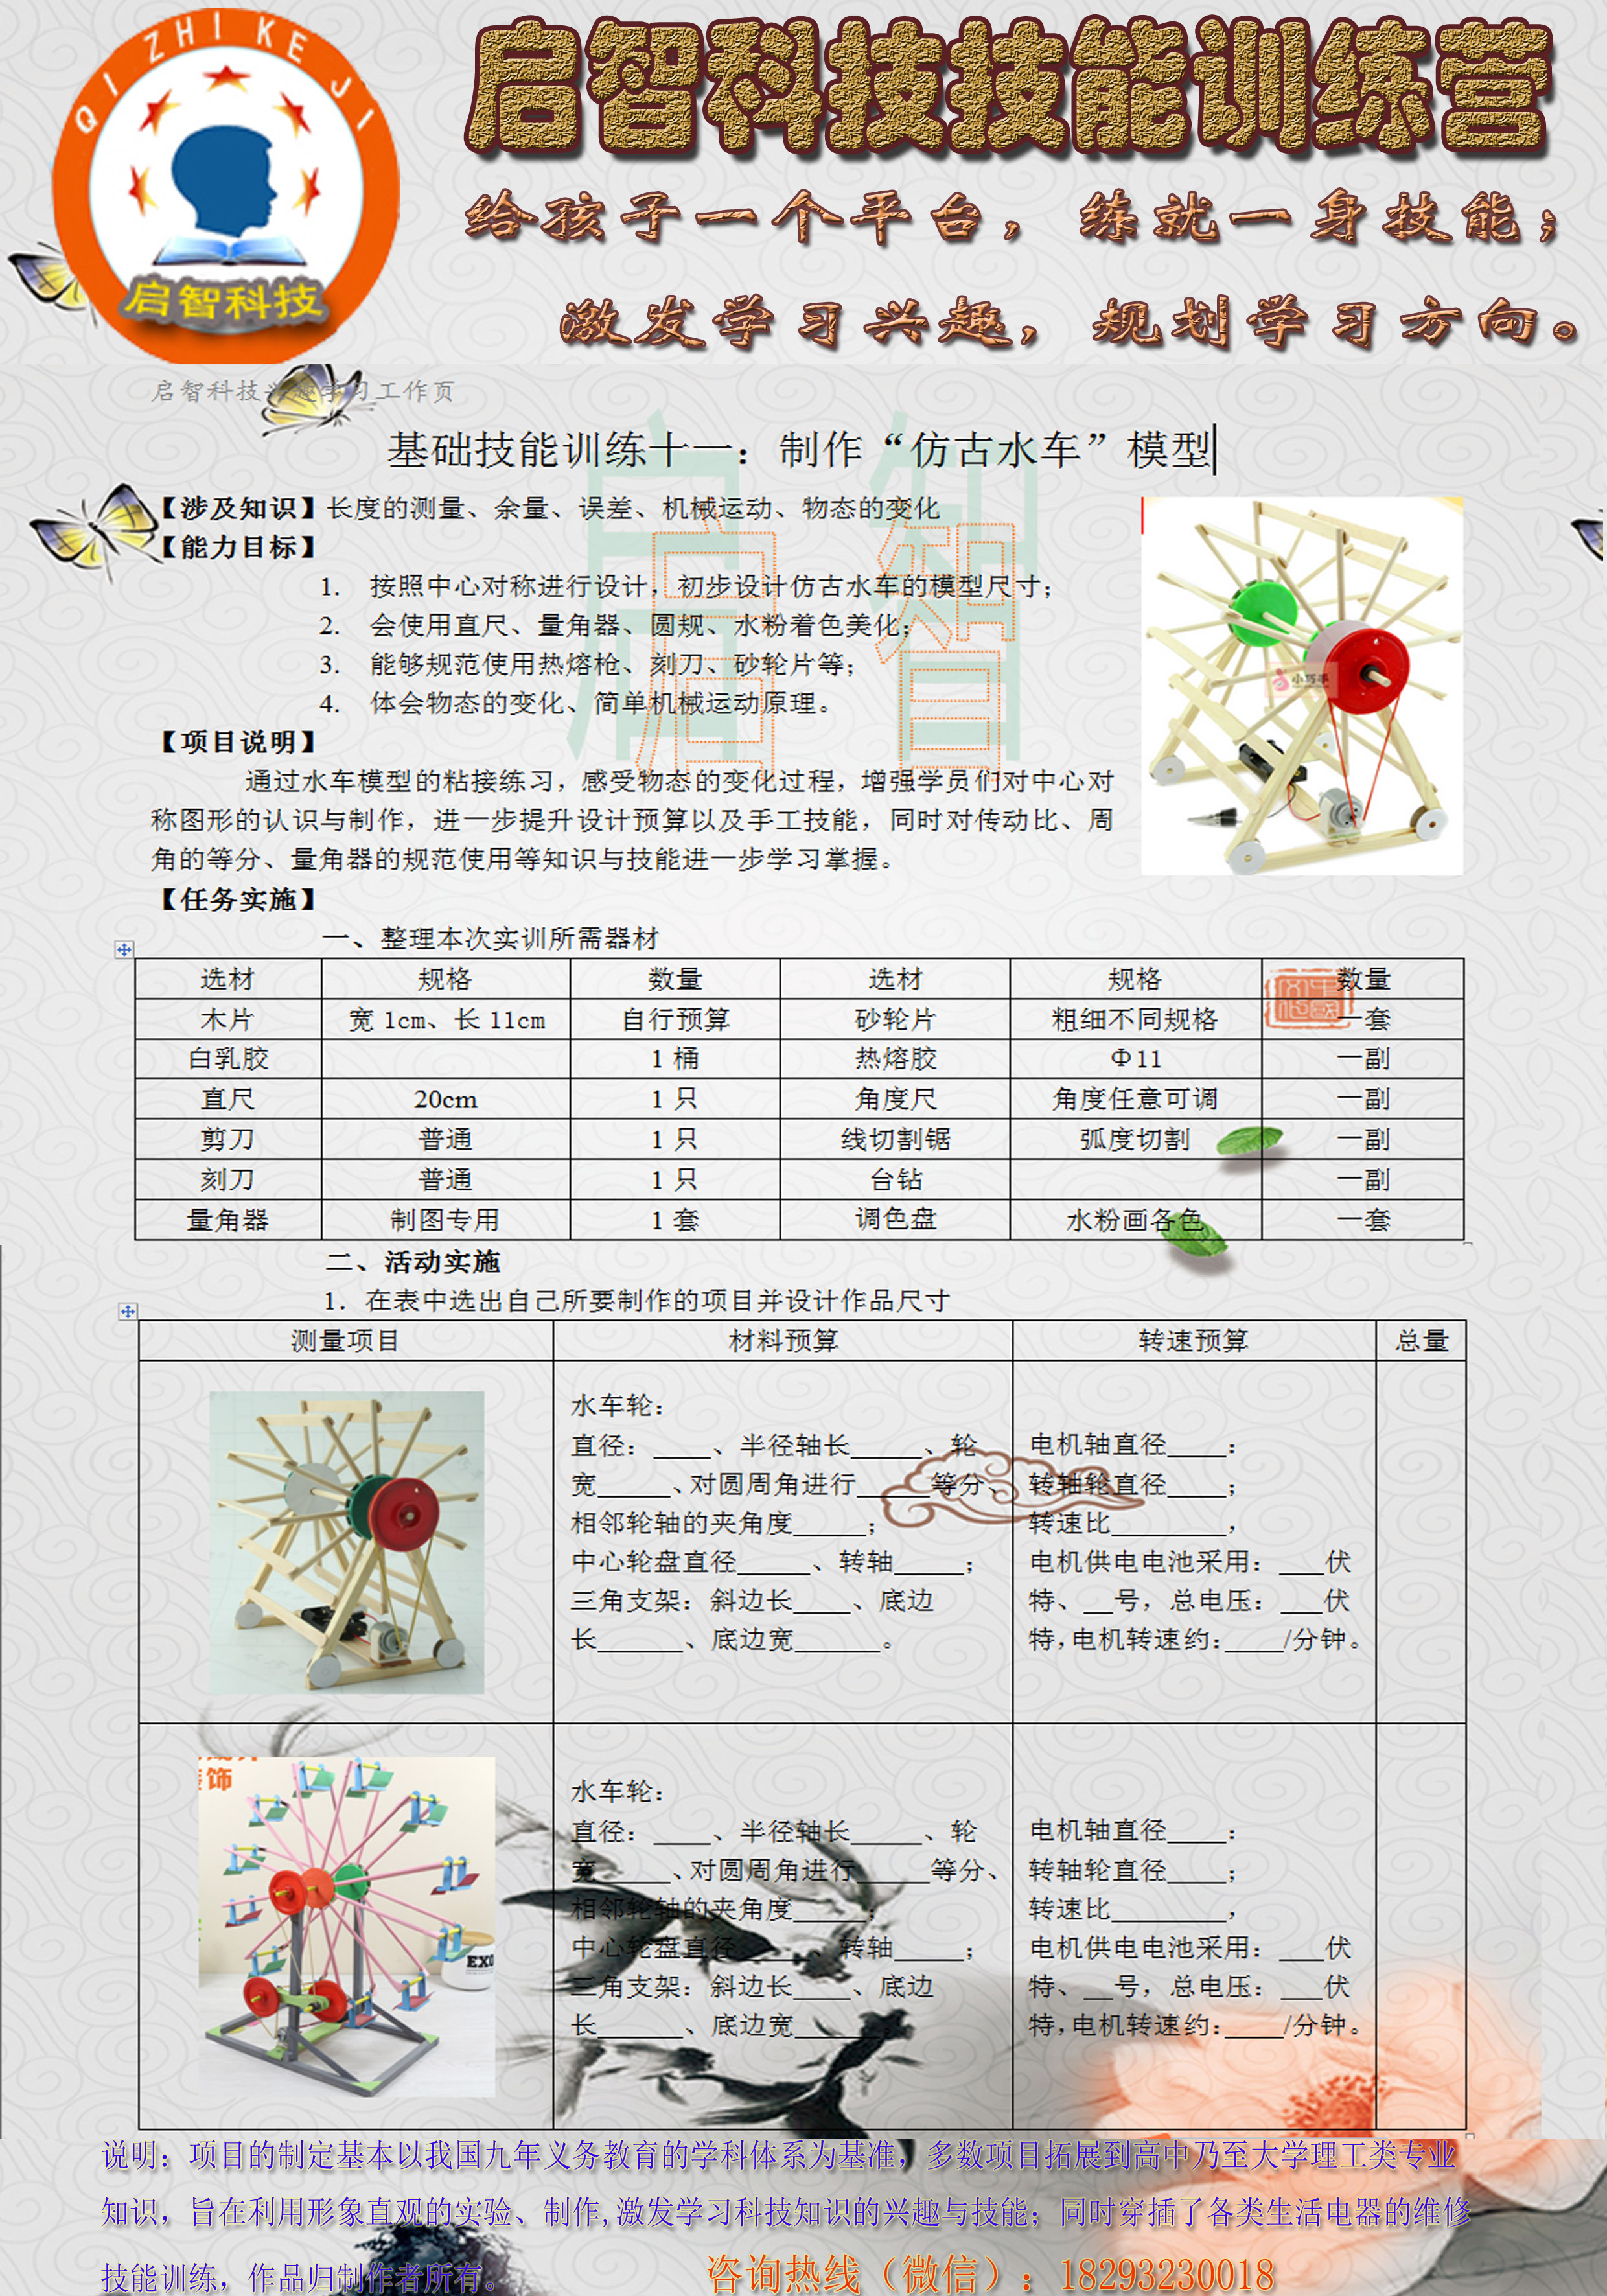 QI ZHI KE JI
启智科技
启智科技技能训练营
给孩子一个平台，练就一身技能；
激发学习兴趣，规划学习方向。
启智科技兴趣学习工作页
启 智
启 智
启 智
基础技能训练十一：制作“仿古水车”模型
【涉及知识】长度的测量、余量、误差、机械运动、物态的变化
【能力目标】
1. 按照中心对称进行设计，初步设计仿古水车的模型尺寸；
2. 会使用直尺、量角器、圆规、水粉着色美化；
3. 能够规范使用热熔枪、刻刀、砂轮片等；
4. 体会物态的变化、简单机械运动原理。
小巧手
【项目说明】
通过水车模型的粘接练习，感受物态的变化过程，增强学员们对中心对
称图形的认识与制作，进一步提升设计预算以及手工技能，同时对传动比、周
角的等分、量角器的规范使用等知识与技能进一步学习掌握。
【任务实施】
一、整理本次实训所需器材
选材 规格 数量 选材 规格 数量
木片 宽 1cm、长 11cm 自行预算 砂轮片 粗细不同规格 一套
白乳胶 1 桶 热熔胶 Φ11 一副
直尺 20cm 1 只 角度尺 角度任意可调 一副
剪刀 普通 1 只 线切割锯 弧度切割 一副
刻刀 普通 1 只 台钻 一副
量角器 制图专用 1 套 调色盘 水粉画各色 一套
二、活动实施
1．在表中选出自己所要制作的项目并设计作品尺寸
测量项目 材料预算 转速预算 总量
水车轮：
直径：____、半径轴长_____、轮
宽_____、对圆周角进行_____等分、
相邻轮轴的夹角度_____；
中心轮盘直径_____、转轴_____；
三角支架：斜边长____、底边
长______、底边宽______。
电机轴直径____：
转轴轮直径____；
转速比________，
电机供电电池采用：___伏
特、__号，总电压：___伏
特，电机转速约：____/分钟。
饰
EXO
水车轮：
直径：____、半径轴长_____、轮
宽_____、对圆周角进行_____等分、
相邻轮轴的夹角度_____；
中心轮盘直径_____、转轴_____；
三角支架：斜边长____、底边
长______、底边宽______
电机轴直径____：
转轴轮直径____；
转速比________，
电机供电电池采用：___伏
特、__号，总电压：___伏
特，电机转速约：____/分钟。
说明：项目的制定基本以我国九年义务教育的学科体系为基准，多数项目拓展到高中乃至大学理工类专业
知识，旨在利用形象直观的实验、制作,激发学习科技知识的兴趣与技能；同时穿插了各类生活电器的维修
技能训练，作品归制作者所有。
咨询热线（微信）：18293230018